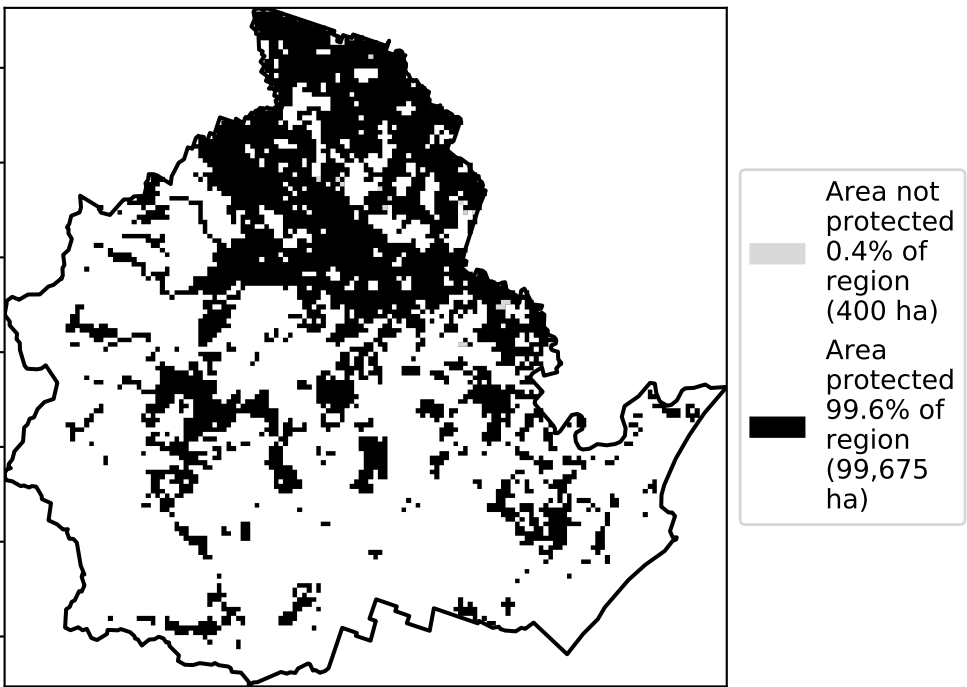 Area not
protected
0.4% of
region
(400 ha)
Area
protected
99.6% of
region
(99,675
ha)